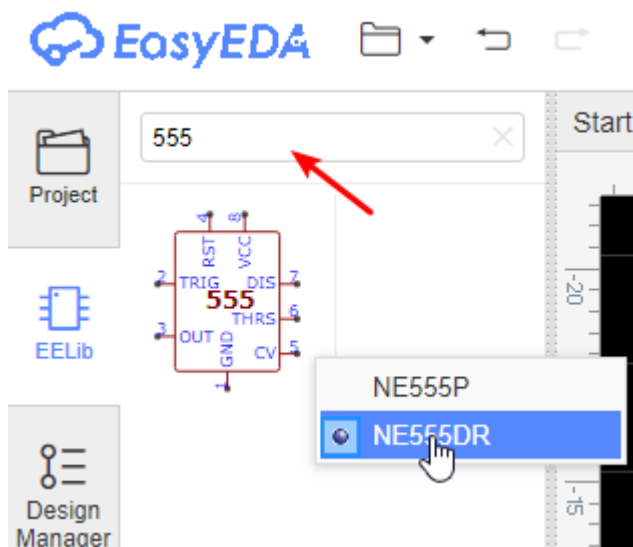 EasyEDA
555
Start
Project
4 8
RST VCC
2 TRIG DIS 7
555
THRS 6
3 OUT GND CV 5
1
EELib
-20
NE555P
NE555DR
Design
Manager
-15